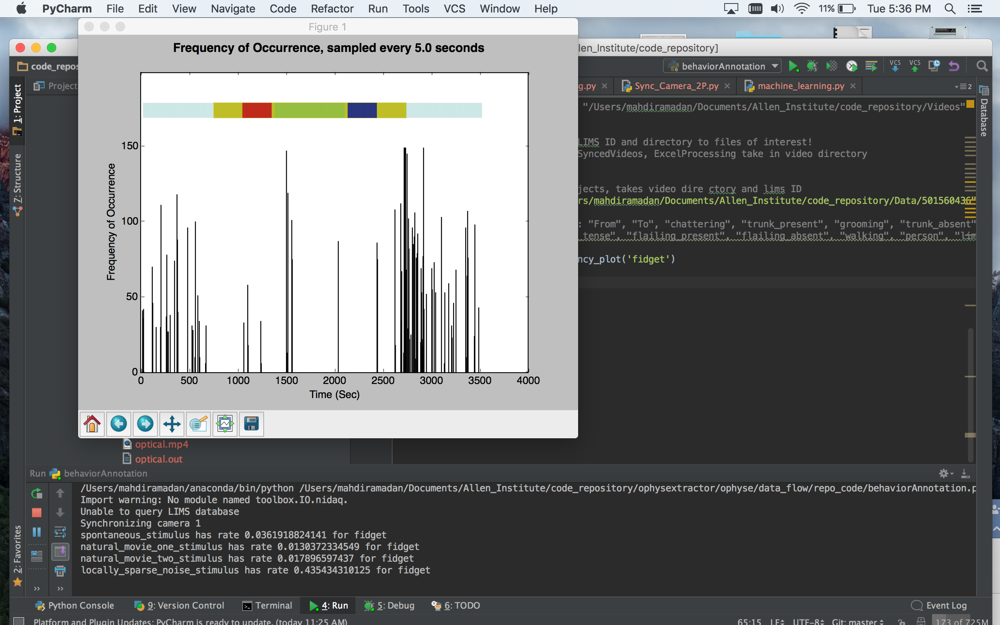 PyCharm File Edit View Navigate Code Refactor Run Tools VCS Window Help 11% Tue 5:36 PM
Figure 1
len_Institute/code_repository]
Frequency of Occurrence, sampled every 5.0 seconds
code_repos
behaviorAnnotation
VCS VCS
Project
g.py Sync_Camera_2P.py machine_learning.py 2
1: Project
7: Structure
2: Favorites
Database
"/Users/mahdiramadan/Documents/Allen_Institute/code_repository/Videos"
LIMS ID and directory to files of interest!
SyncedVideos, ExcelProcessing take in video directory
jects, takes video dire ctory and lims ID
rs/mahdiramadan/Documents/Allen_Institute/code_repository/Data/501560436"
: "From", "To", "chattering", "trunk_present", "grooming", "trunk_absent"
_tense", "flailing_present", "flailing_absent", "walking", "person", "lim
ncy_plot('fidget')
Frequency of Occurrence
150
100
50
0
0 500 1000 1500 2000 2500 3000 3500 4000
Time (Sec)
optical.mp4
optical.out
Run behaviorAnnotation
/Users/mahdiramadan/anaconda/bin/python /Users/mahdiramadan/Documents/Allen_Institute/code_repository/ophysextractor/ophyse/data_flow/repo_code/behaviorAnnotation.p
Import warning: No module named toolbox.IO.nidaq.
Unable to query LIMS database
Synchronizing camera 1
spontaneous_stimulus has rate 0.0361918824141 for fidget
natural_movie_one_stimulus has rate 0.0130372334549 for fidget
natural_movie_two_stimulus has rate 0.017896597437 for fidget
locally_sparse_noise_stimulus has rate 0.435434310125 for fidget
Python Console 9: Version Control Terminal 4: Run 5: Debug 6: TODO Event Log
Platform and Plugin Updates: PyCharm is ready to update. (today 11:25 AM) 65:15 LF UTF-8 Git: master 173 of 725M